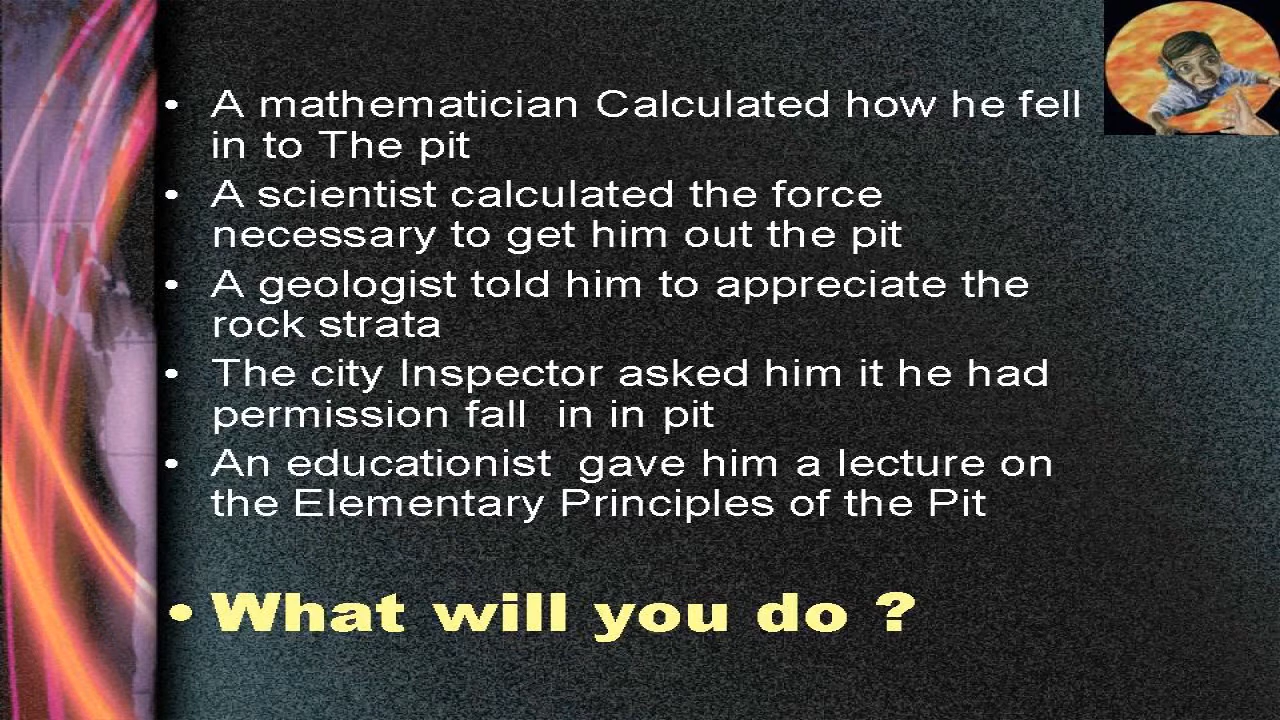 • A mathematician Calculated how he fell
in to The pit
• A scientist calculated the force
necessary to get him out the pit
• A geologist told him to appreciate the
rock strata
• The city Inspector asked him it he had
permission fall  in in pit
• An educationist  gave him a lecture on
the Elementary Principles of the Pit
• What will you do ?